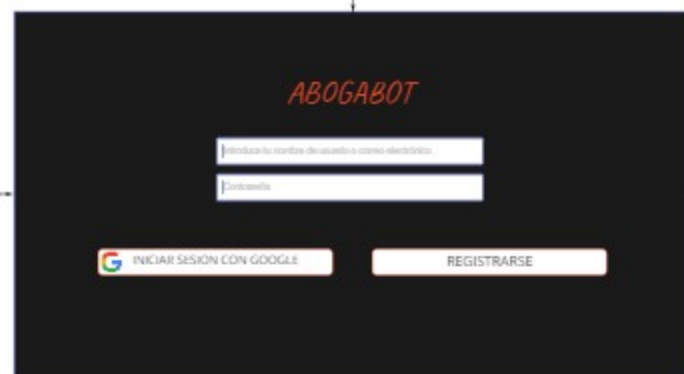 ABOGABOT
Introduce tu nombre de usuario o correo electrónico
Contraseña
INICIAR SESIÓN CON GOOGLE
REGISTRARSE